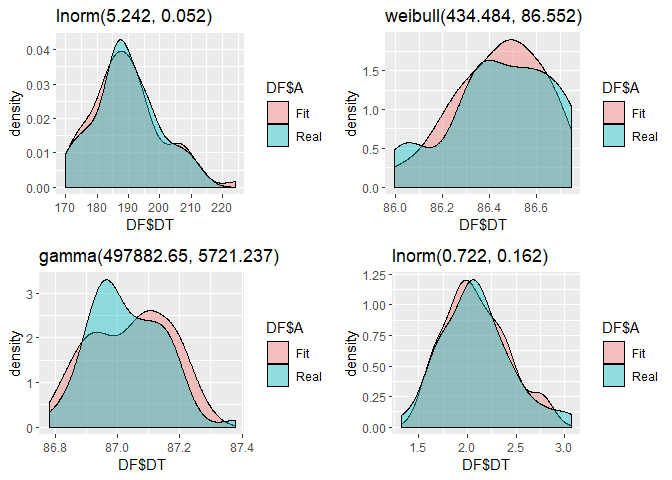 lnorm(5.242, 0.052)
density
0.04
0.03
0.02
0.01
0.00
170 180 190 200 210 220
DF$DT
DF$A
Fit
Real
weibull(434.484, 86.552)
density
1.5
1.0
0.5
0.0
86.0 86.2 86.4 86.6
DF$DT
DF$A
Fit
Real
gamma(497882.65, 5721.237)
density
3
2
1
0
86.8 87.0 87.2 87.4
DF$DT
DF$A
Fit
Real
lnorm(0.722, 0.162)
density
1.25
1.00
0.75
0.50
0.25
0.00
1.5 2.0 2.5 3.0
DF$DT
DF$A
Fit
Real